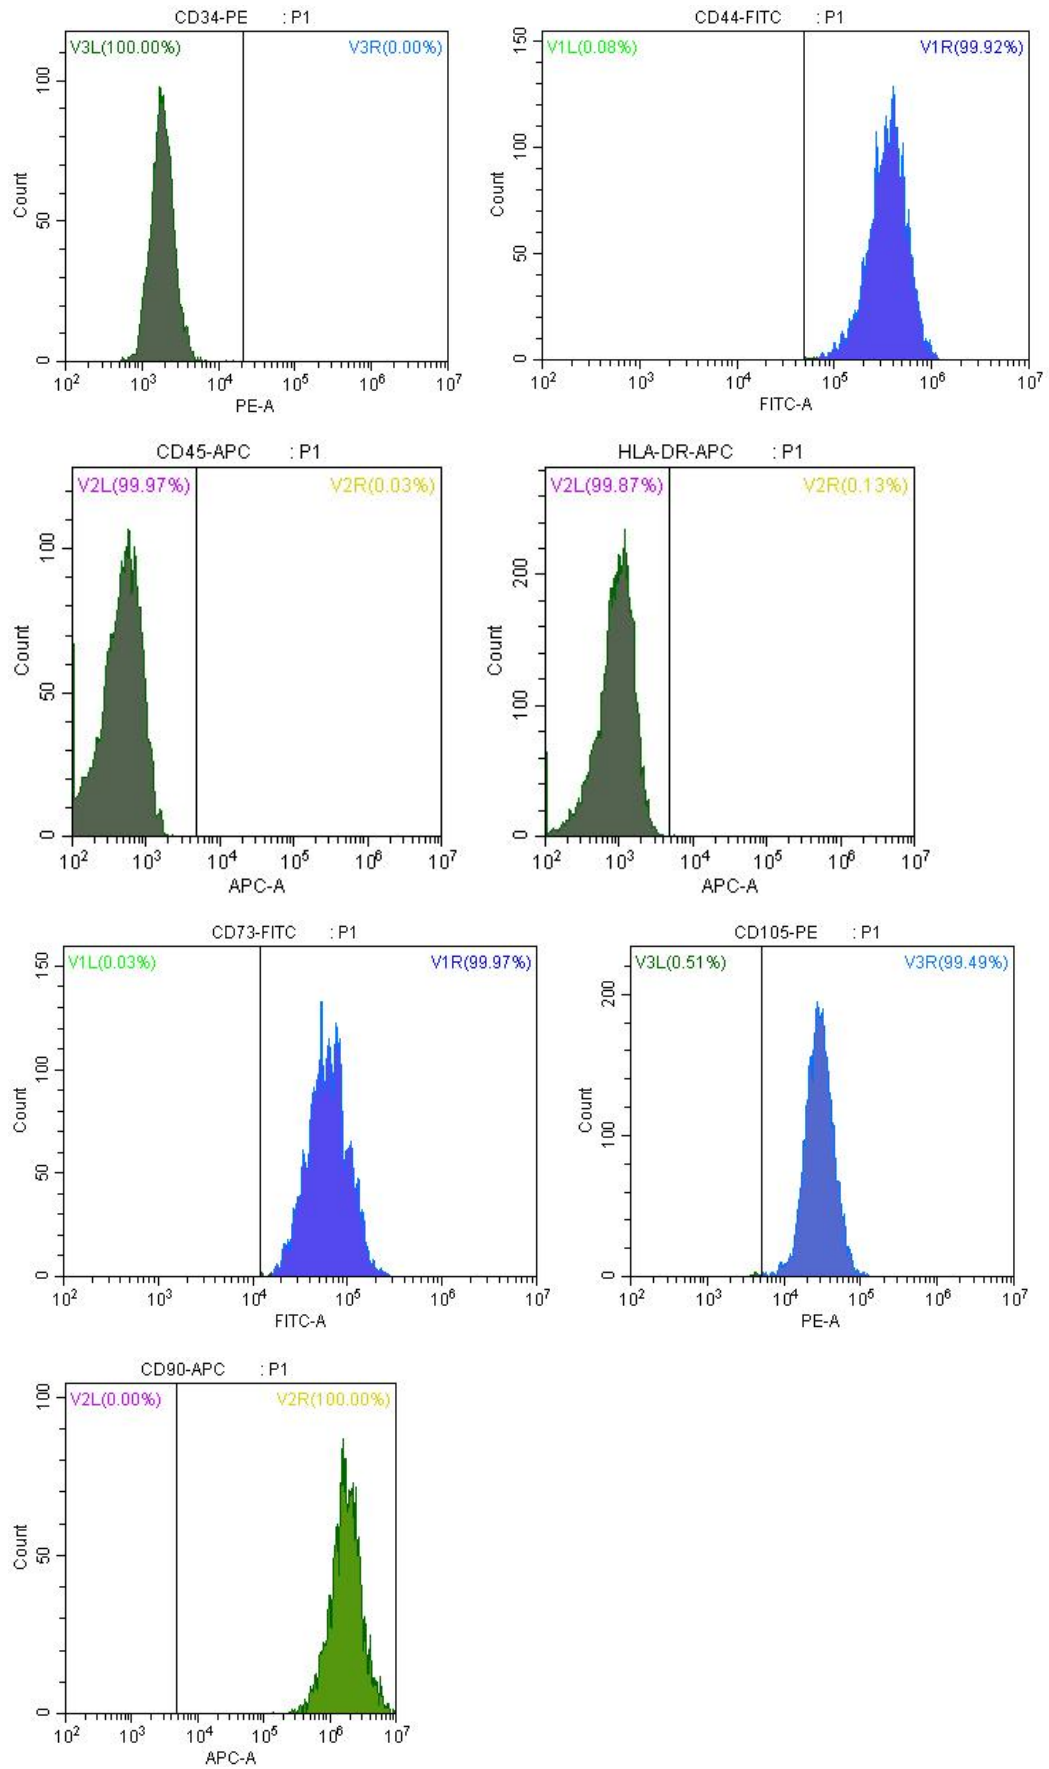 CD34-PE : P1
V3L(100.00%) V3R(0.00%)
Count
0 50 100
10² 10³ 10⁴ 10⁵ 10⁶ 10⁷
PE-A
CD44-FITC : P1
V1L(0.08%) V1R(99.92%)
Count
0 50 100 150
10² 10³ 10⁴ 10⁵ 10⁶ 10⁷
FITC-A
CD45-APC : P1
V2L(99.97%) V2R(0.03%)
Count
0 50 100
10² 10³ 10⁴ 10⁵ 10⁶ 10⁷
APC-A
HLA-DR-APC : P1
V2L(99.87%) V2R(0.13%)
Count
0 100 200
10² 10³ 10⁴ 10⁵ 10⁶ 10⁷
APC-A
CD73-FITC : P1
V1L(0.03%) V1R(99.97%)
Count
0 50 100 150
10² 10³ 10⁴ 10⁵ 10⁶ 10⁷
FITC-A
CD105-PE : P1
V3L(0.51%) V3R(99.49%)
Count
0 100 200
10² 10³ 10⁴ 10⁵ 10⁶ 10⁷
PE-A
CD90-APC : P1
V2L(0.00%) V2R(100.00%)
Count
0 50 100
10² 10³ 10⁴ 10⁵ 10⁶ 10⁷
APC-A